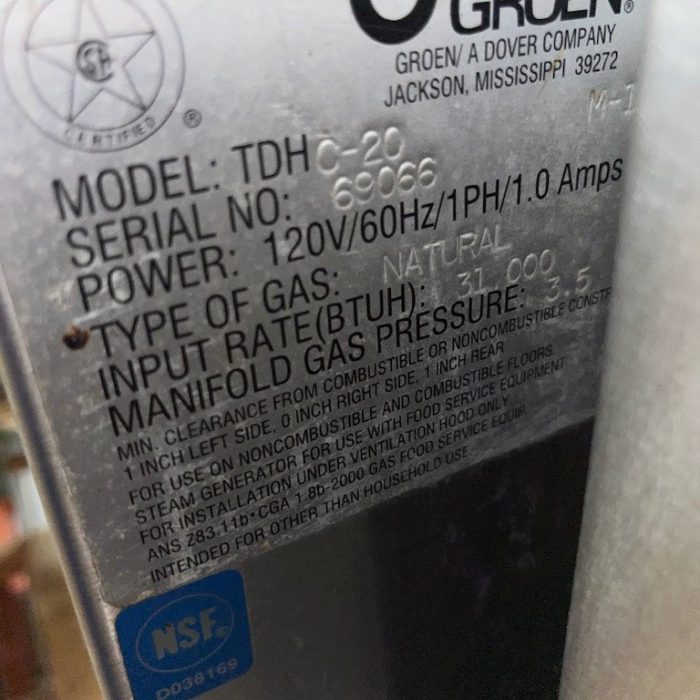 GROEN®
GROEN/ A DOVER COMPANY
JACKSON, MISSISSIPPI 39272
CERTIFIED ®
MODEL: TDHC-20
SERIAL NO: 69066
POWER: 120V/60Hz/1PH/1.0 Amps
TYPE OF GAS: NATURAL
INPUT RATE(BTUH): 31 000
MANIFOLD GAS PRESSURE: 3.5
MIN. CLEARANCE FROM COMBUSTIBLE OR NONCOMBUSTIBLE
1 INCH LEFT SIDE, 0 INCH RIGHT SIDE, 1 INCH REAR
FOR USE ON NONCOMBUSTIBLE AND COMBUSTIBLE FLOORS
STEAM GENERATOR FOR USE WITH FOOD SERVICE EQUIPMENT
FOR INSTALLATION UNDER VENTILATION HOOD ONLY
ANS Z83.11b•CGA 1.8b-2000 GAS FOOD SERVICE EQUIP.
INTENDED FOR OTHER THAN HOUSEHOLD USE
NSF®
D038169